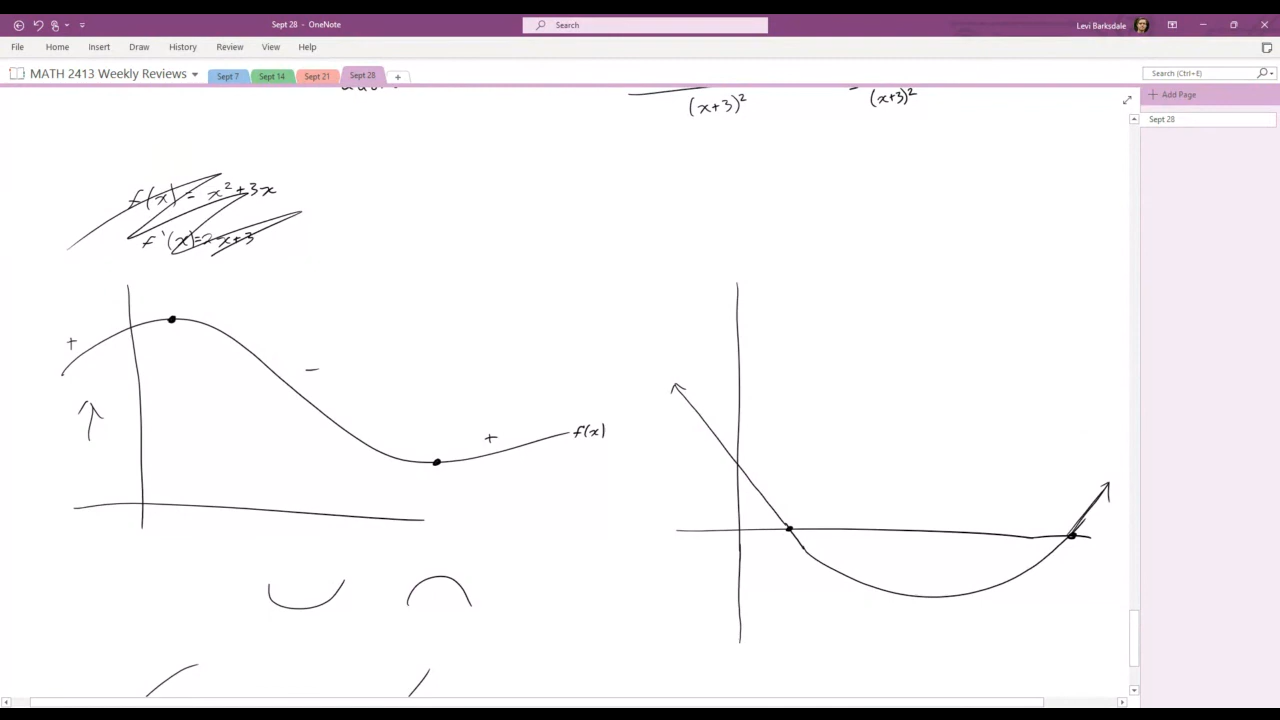 Sept 28 - OneNote
Search
Levi Barksdale
File Home Insert Draw History Review View Help
MATH 2413 Weekly Reviews
Sept 7 Sept 14 Sept 21 Sept 28 +
Search (Ctrl+E)
Add Page
Sept 28
(x+3)²
(x+3)²
f(x) = x²+3x
f'(x)=2x+3
+
−
+
f(x)